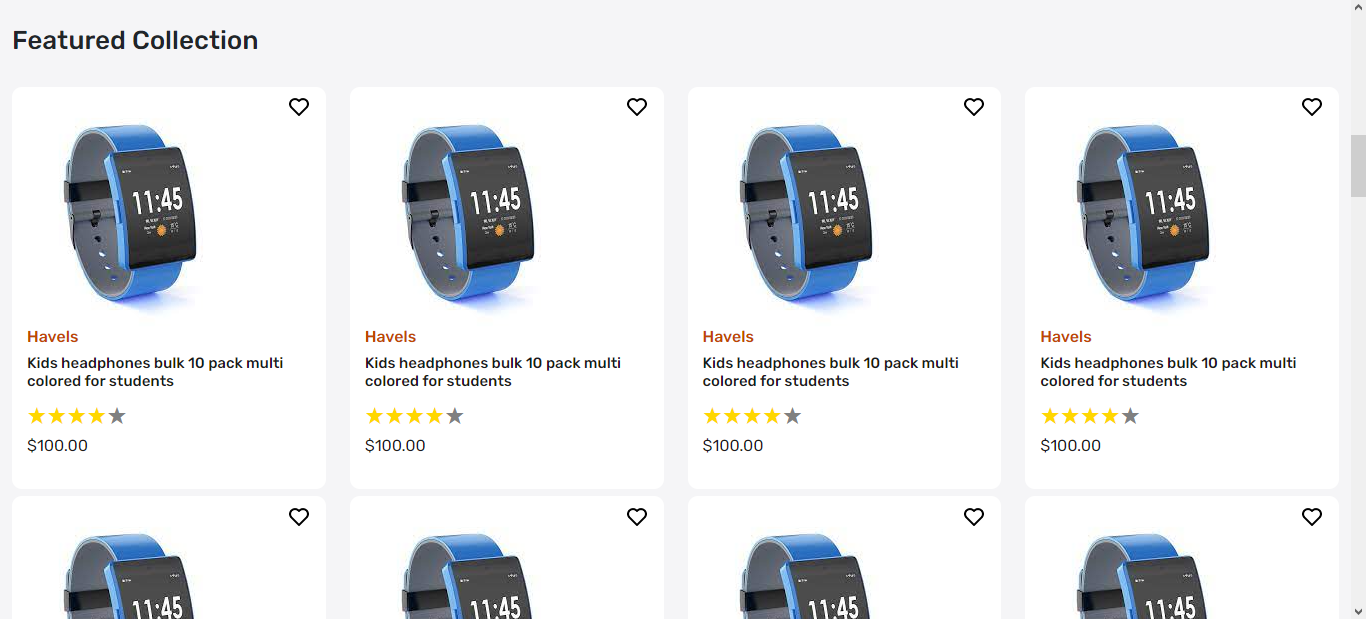 Featured Collection
11:45
11:45
11:45
11:45
Havels
Havels
Havels
Havels
Kids headphones bulk 10 pack multi
colored for students
Kids headphones bulk 10 pack multi
colored for students
Kids headphones bulk 10 pack multi
colored for students
Kids headphones bulk 10 pack multi
colored for students
$100.00
$100.00
$100.00
$100.00
11:45
11:45
11:45
11:45